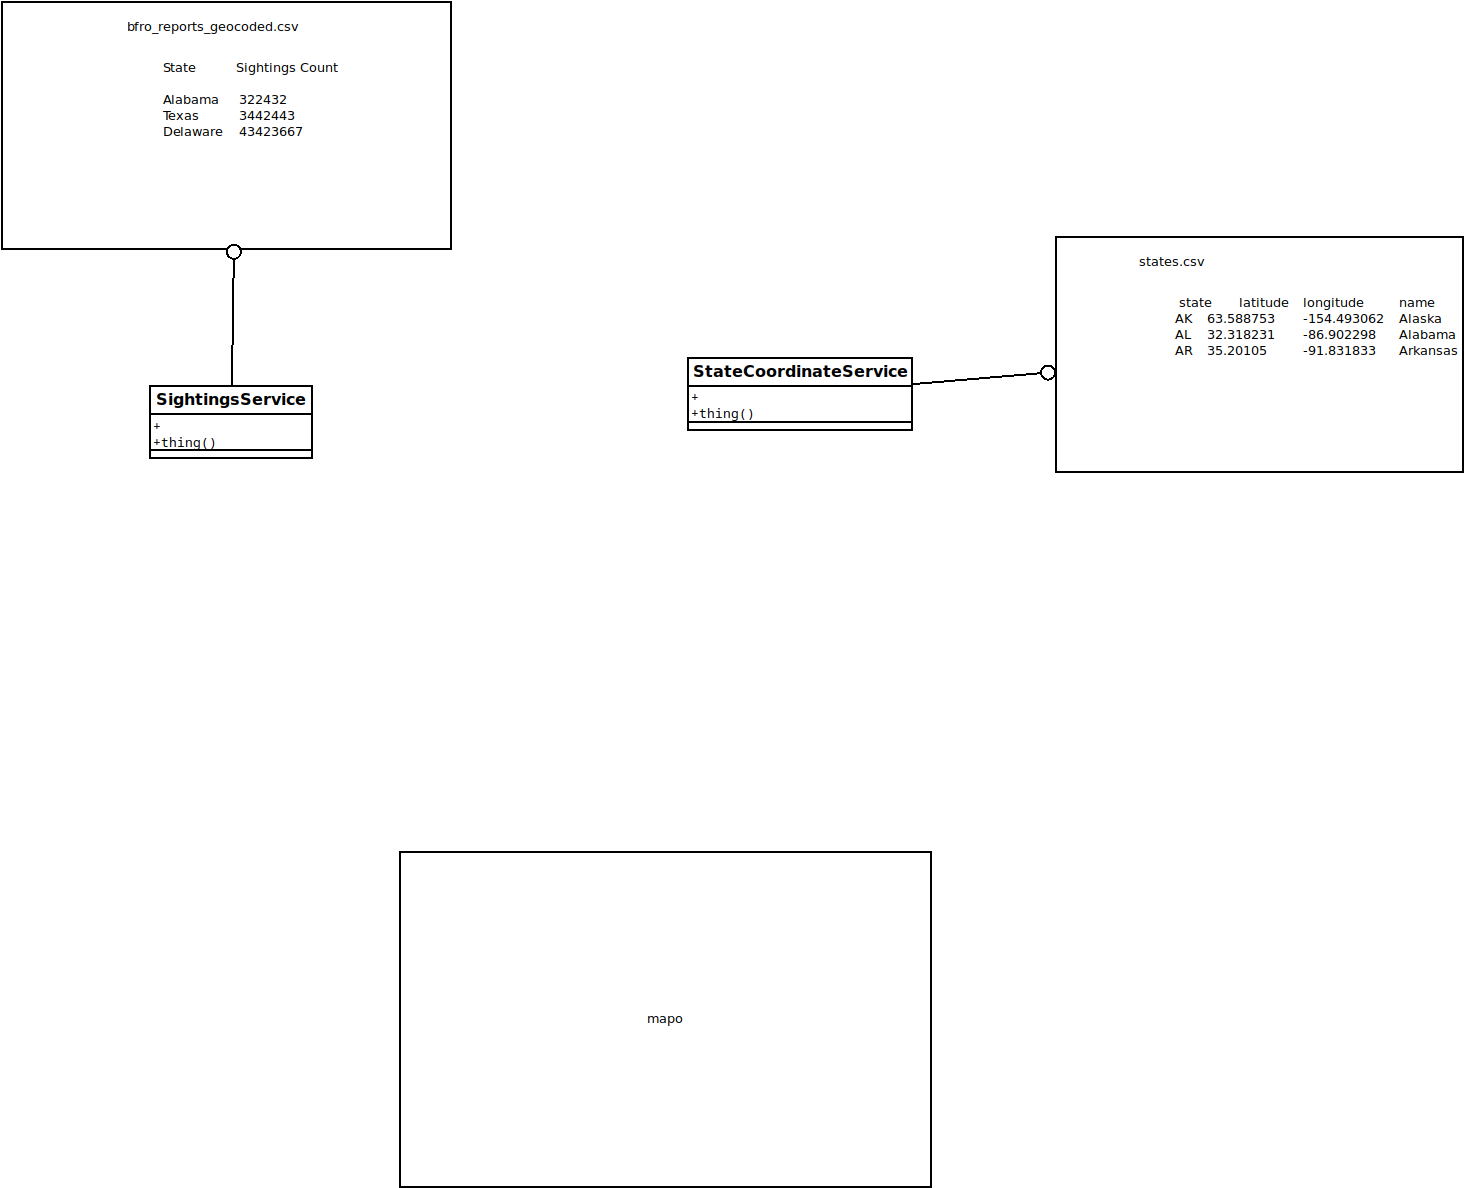 bfro_reports_geocoded.csv
State Sightings Count
Alabama 322432
Texas 3442443
Delaware 43423667
SightingsService
+
+thing()
StateCoordinateService
+
+thing()
states.csv
state latitude longitude name
AK 63.588753 -154.493062 Alaska
AL 32.318231 -86.902298 Alabama
AR 35.20105 -91.831833 Arkansas
mapo